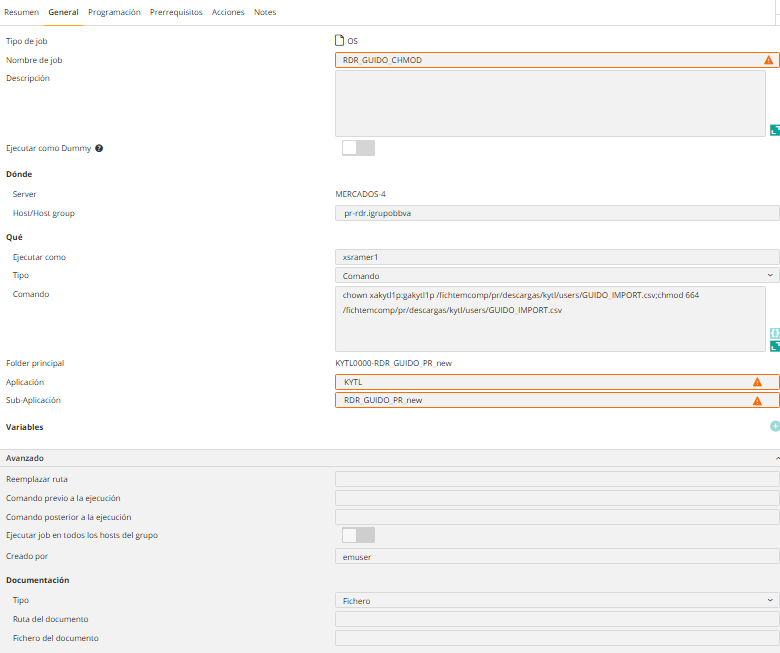 Resumen General Programación Prerrequisitos Acciones Notes
Tipo de job OS
Nombre de job RDR_GUIDO_CHMOD
Descripción
Ejecutar como Dummy ?
Dónde
Server MERCADOS-4
Host/Host group pr-rdr.igrupobbva
Qué
Ejecutar como xsramer1
Tipo Comando
Comando chown xakytl1p:gakytl1p /fichtemcomp/pr/descargas/kytl/users/GUIDO_IMPORT.csv;chmod 664
/fichtemcomp/pr/descargas/kytl/users/GUIDO_IMPORT.csv
Folder principal KYTL0000-RDR_GUIDO_PR_new
Aplicación KYTL
Sub-Aplicación RDR_GUIDO_PR_new
Variables
Avanzado
Reemplazar ruta
Comando previo a la ejecución
Comando posterior a la ejecución
Ejecutar job en todos los hosts del grupo
Creado por emuser
Documentación
Tipo Fichero
Ruta del documento
Fichero del documento